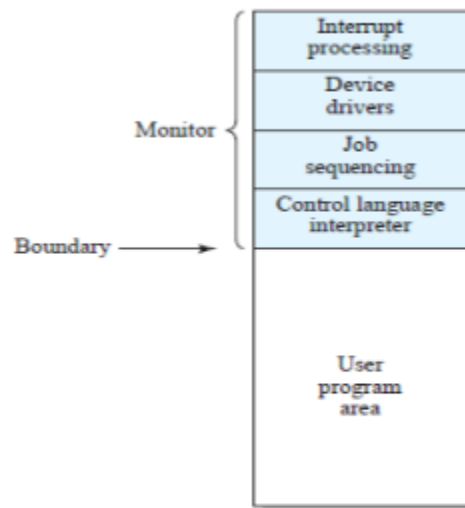 Interrupt
processing
Device
drivers
Monitor
Job
sequencing
Control language
interpreter
Boundary
User
program
area